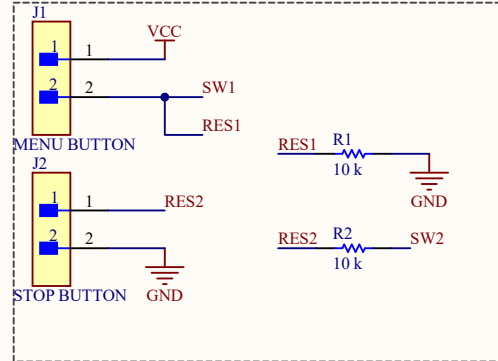 J1
VCC
1 1
2 2 SW1
RES1
MENU BUTTON
RES1 R1
10 k
GND
J2
1 1 RES2
2 2
RES2 R2 SW2
10 k
STOP BUTTON GND